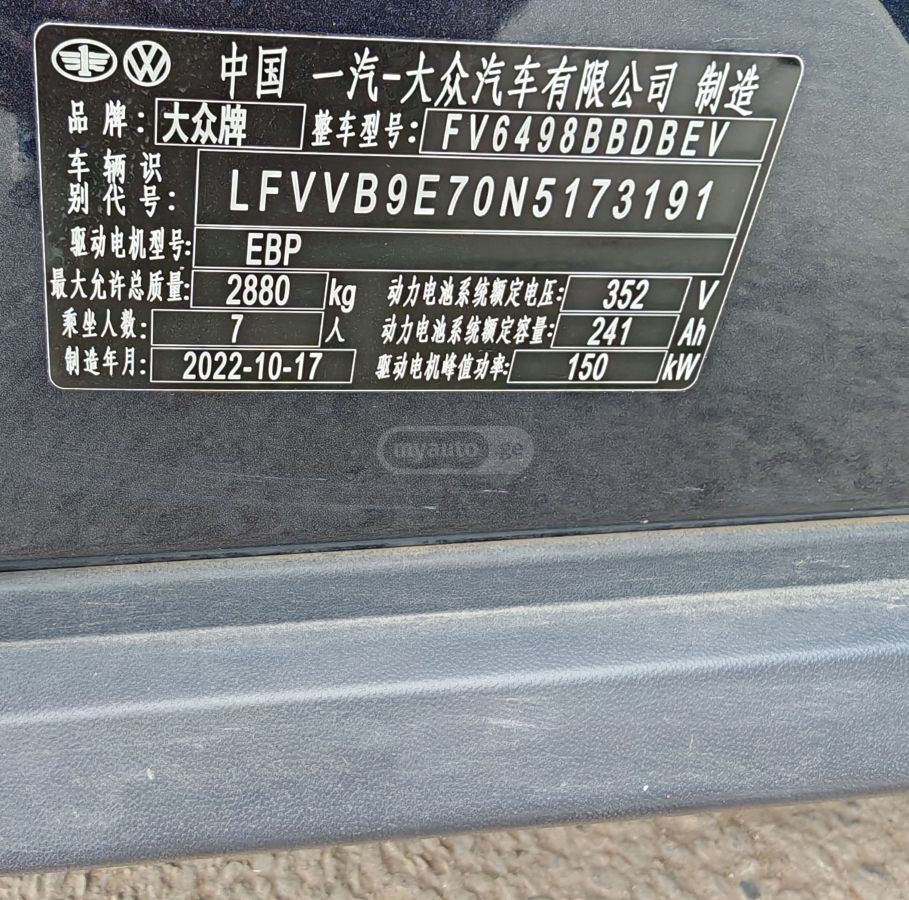 中国 一汽-大众汽车有限公司 制造
品牌: 大众牌 整车型号: FV6498BBDBEV
车辆识别代号: LFVVB9E70N5173191
驱动电机型号: EBP
最大允许总质量: 2880 kg 动力电池系统额定电压: 352 V
乘坐人数: 7 人 动力电池系统额定容量: 241 Ah
制造年月: 2022-10-17 驱动电机峰值功率: 150 kW
myauto.ge